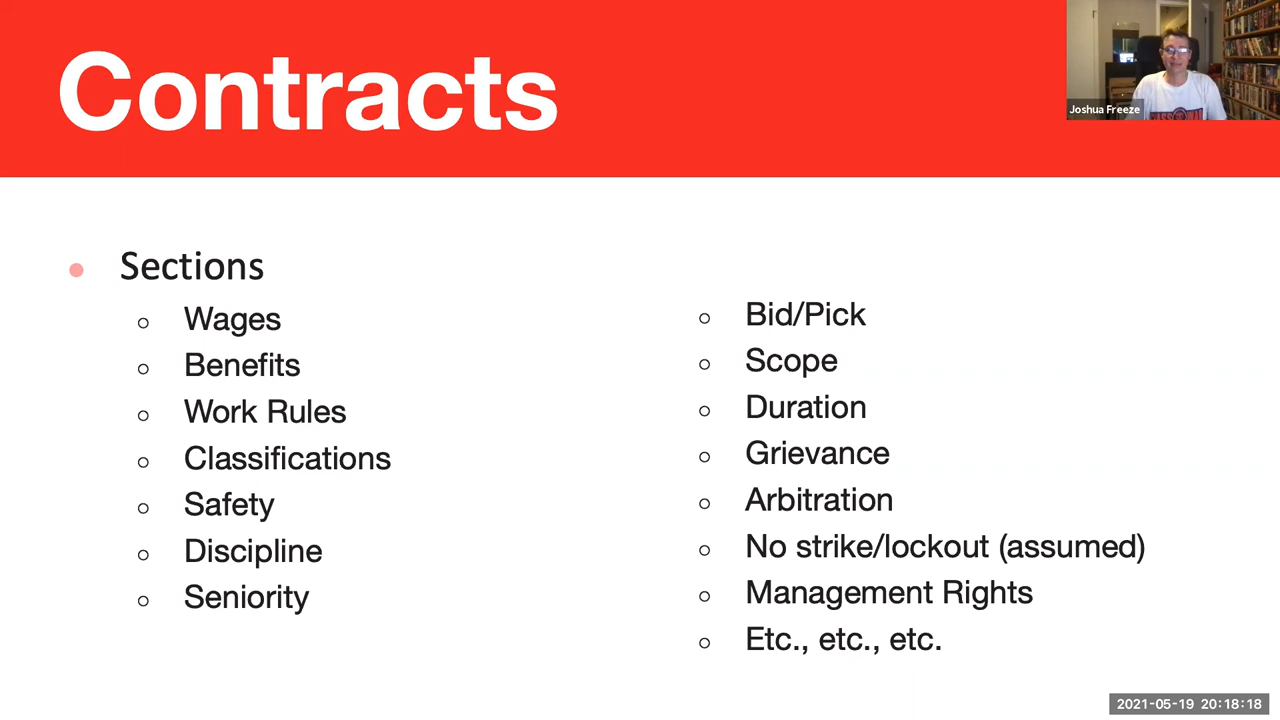 Contracts
Joshua Freeze
Sections
Wages
Benefits
Work Rules
Classifications
Safety
Discipline
Seniority
Bid/Pick
Scope
Duration
Grievance
Arbitration
No strike/lockout (assumed)
Management Rights
Etc., etc., etc.
2021-05-19 20:18:18